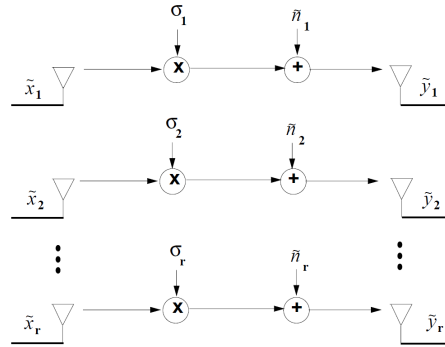 σ₁ ñ₁
x̃₁ x + ỹ₁
σ₂ ñ₂
x̃₂ x + ỹ₂
σᵣ ñᵣ
x̃ᵣ x + ỹᵣ